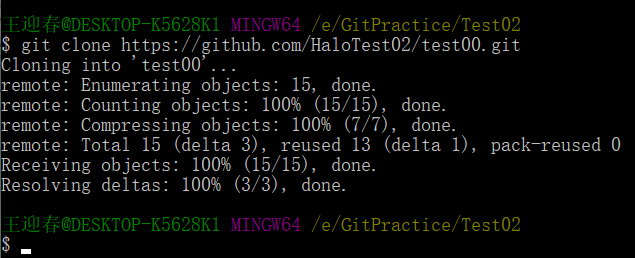 王迎春@DESKTOP-K5628K1 MINGW64 /e/GitPractice/Test02
$ git clone https://github.com/HaloTest02/test00.git
Cloning into 'test00'...
remote: Enumerating objects: 15, done.
remote: Counting objects: 100% (15/15), done.
remote: Compressing objects: 100% (7/7), done.
remote: Total 15 (delta 3), reused 13 (delta 1), pack-reused 0
Receiving objects: 100% (15/15), done.
Resolving deltas: 100% (3/3), done.
王迎春@DESKTOP-K5628K1 MINGW64 /e/GitPractice/Test02
$